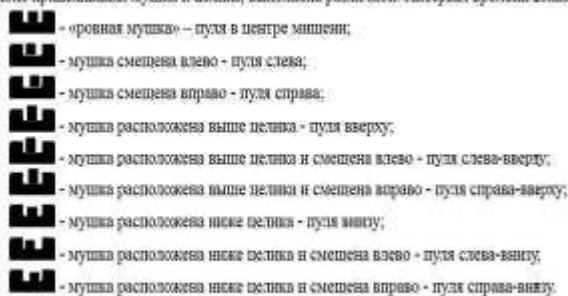 - «ровная мушка» – пуля в центре мишени;
- мушка смещена влево - пуля слева;
- мушка смещена вправо - пуля справа;
- мушка расположена выше целика - пуля вверху;
- мушка расположена выше целика и смещена влево - пуля слева-вверху;
- мушка расположена выше целика и смещена вправо - пуля справа-вверху;
- мушка расположена ниже целика - пуля внизу;
- мушка расположена ниже целика и смещена влево - пуля слева-внизу;
- мушка расположена ниже целика и смещена вправо - пуля справа-внизу.